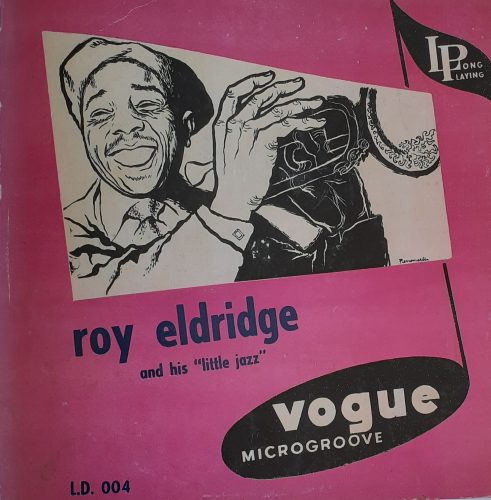 LP
LONG
PLAYING
roy eldridge
and his "little jazz"
vogue
MICROGROOVE
L.D. 004